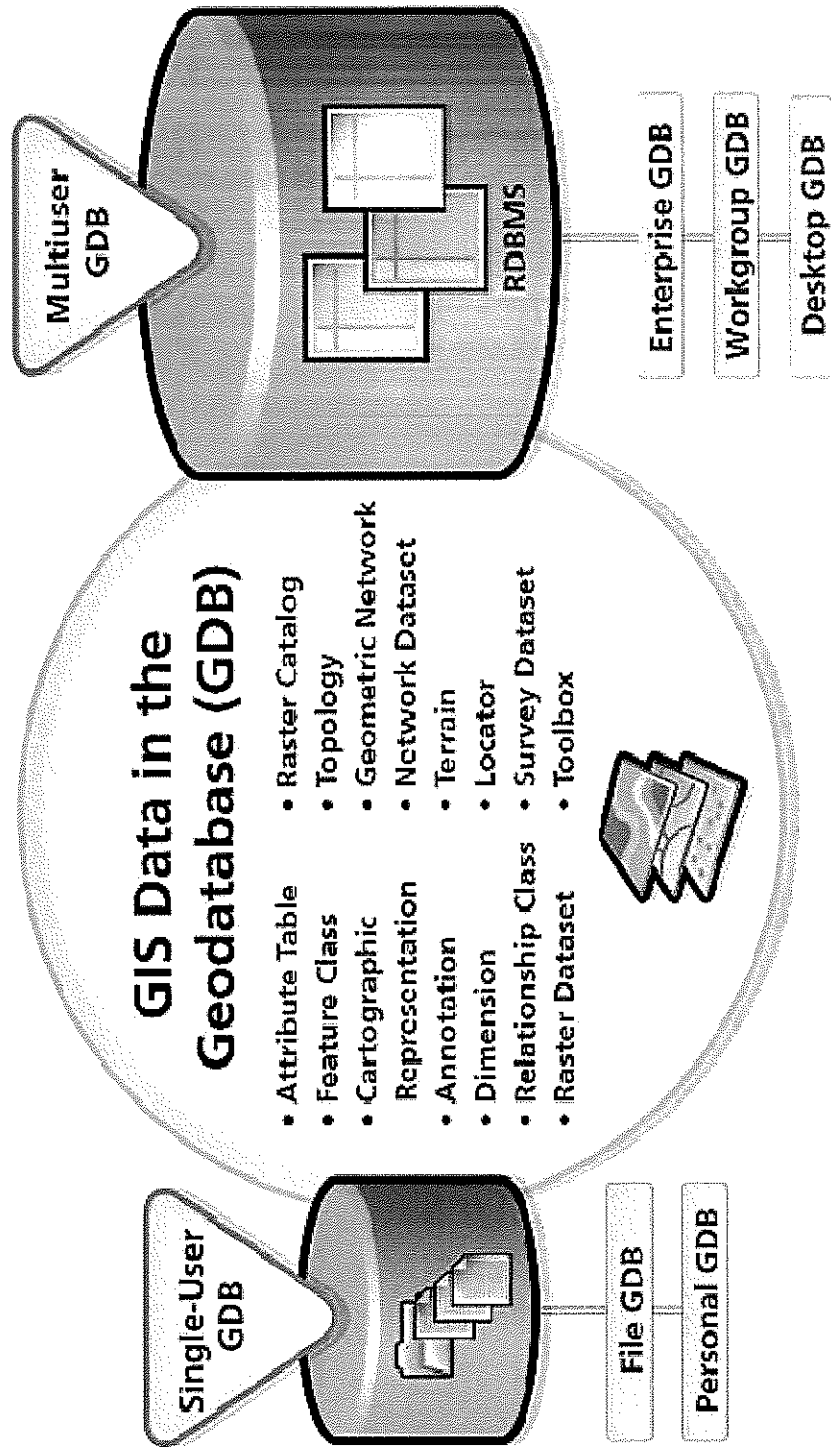 GIS Data in the
Geodatabase (GDB)
Single-User
GDB
Multiuser
GDB
• Attribute Table
• Feature Class
• Cartographic
Representation
• Annotation
• Dimension
• Relationship Class
• Raster Dataset
• Raster Catalog
• Topology
• Geometric Network
• Network Dataset
• Terrain
• Locator
• Survey Dataset
• Toolbox
RDBMS
File GDB
Personal GDB
Enterprise GDB
Workgroup GDB
Desktop GDB